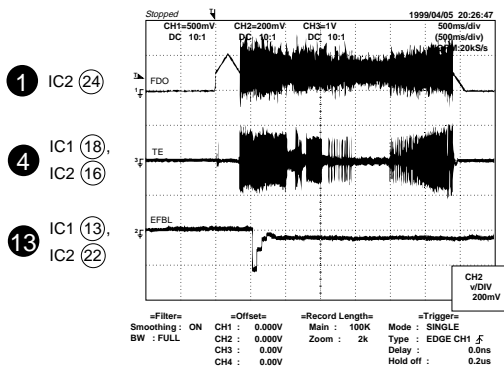 Stopped
1999/04/05 20:26:47
CH1=500mV CH2=200mV CH3=1V 500ms/div
DC 10:1 DC 10:1 DC 10:1 (500ms/div)
:20kS/s
1 IC2 24
FDO
4 IC1 18,
IC2 16
TE
13 IC1 13,
IC2 22
EFBL
CH2
v/DIV
200mV
=Filter= =Offset= =Record Length= =Trigger=
Smoothing : ON CH1 : 0.000V Main : 100K Mode : SINGLE
BW : FULL CH2 : 0.000V Zoom : 2k Type : EDGE CH1
CH3 : 0.00V Delay : 0.0ns
CH4 : 0.00V Hold off : 0.2us